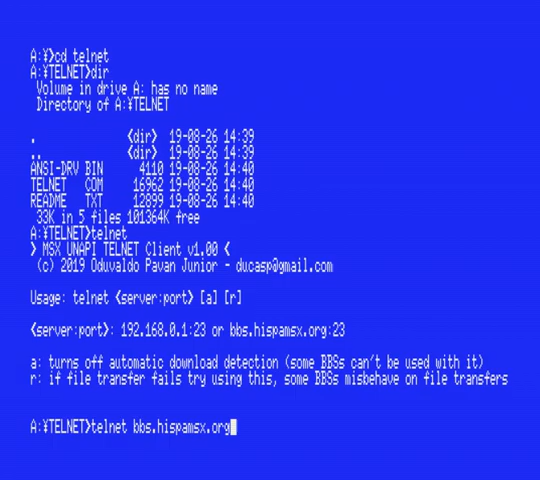 A:¥>cd telnet
A:¥TELNET>dir
Volume in drive A: has no name
Directory of A:¥TELNET
. <dir> 19-08-26 14:39
.. <dir> 19-08-26 14:39
ANSI-DRV BIN 4110 19-08-26 14:40
TELNET COM 16962 19-08-26 14:40
README TXT 12899 19-08-26 14:40
33K in 5 files 101364K free
A:¥TELNET>telnet
> MSX UNAPI TELNET Client v1.00 <
(c) 2019 Oduvaldo Pavan Junior - ducasp@gmail.com
Usage: telnet <server:port> [a] [r]
<server:port>: 192.168.0.1:23 or bbs.hispamsx.org:23
a: turns off automatic download detection (some BBSs can't be used with it)
r: if file transfer fails try using this, some BBSs misbehave on file transfers
A:¥TELNET>telnet bbs.hispamsx.org